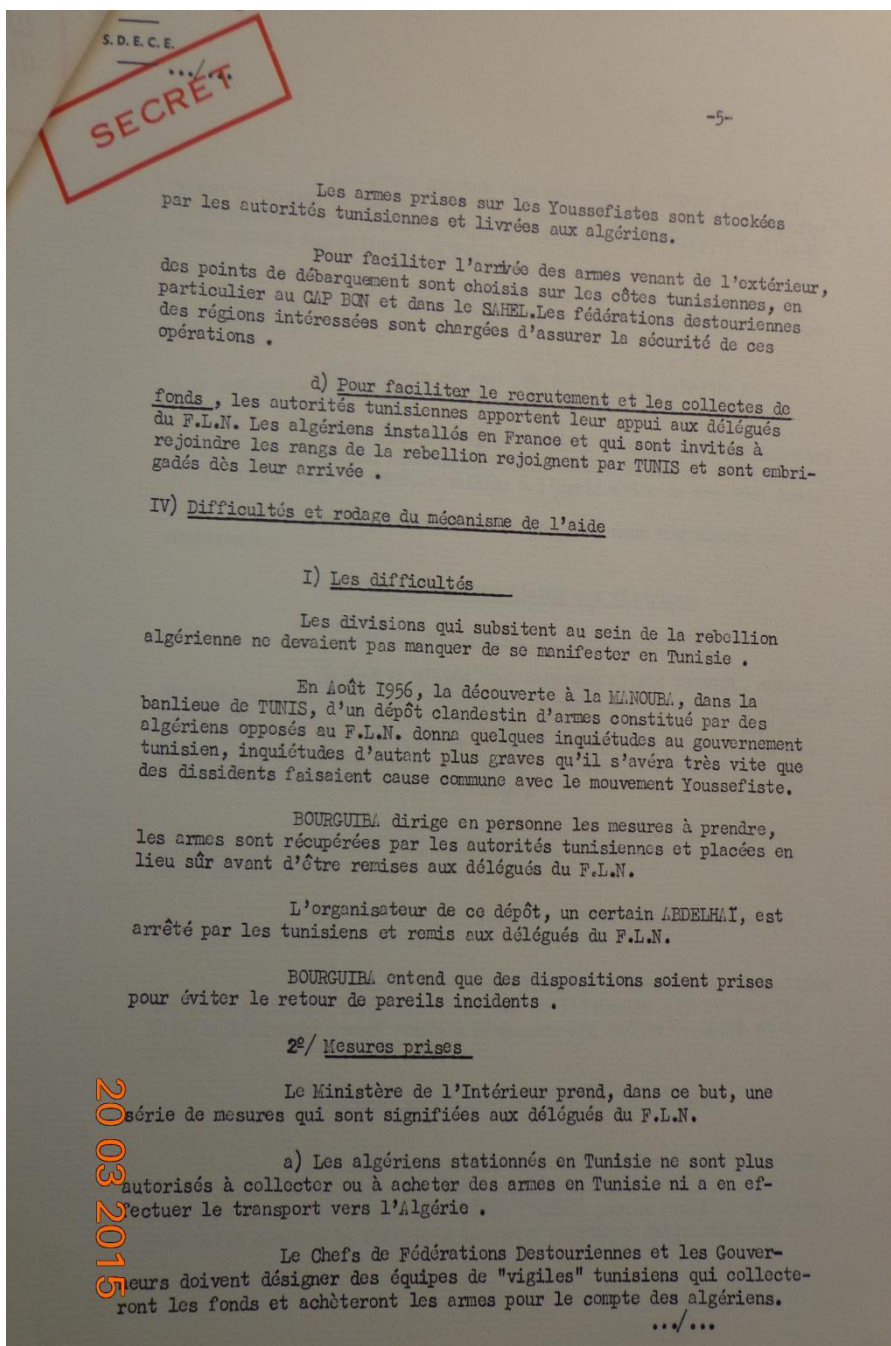 S. D. E. C. E.
.../...
SECRET
-5-
Les armes prises sur les Youssefistes sont stockées
par les autorités tunisiennes et livrées aux algériens.
Pour faciliter l'arrivée des armes venant de l'extérieur,
des points de débarquement sont choisis sur les côtes tunisiennes, en
particulier au CAP BON et dans le SAHEL.Les fédérations destouriennes
des régions intéressées sont chargées d'assurer la sécurité de ces
opérations .
d) Pour faciliter le recrutement et les collectes de
fonds , les autorités tunisiennes apportent leur appui aux délégués
du F.L.N. Les algériens installés en France et qui sont invités à
rejoindre les rangs de la rebellion rejoignent par TUNIS et sont embri-
gadés dès leur arrivée .
IV) Difficultés et rodage du mécanisme de l'aide
I) Les difficultés
Les divisions qui subsitent au sein de la rebellion
algérienne ne devaient pas manquer de se manifester en Tunisie .
En Août I956, la découverte à la MANOUBA, dans la
banlieue de TUNIS, d'un dépôt clandestin d'armes constitué par des
algériens opposés au F.L.N. donna quelques inquiétudes au gouvernement
tunisien, inquiétudes d'autant plus graves qu'il s'avéra très vite que
des dissidents faisaient cause commune avec le mouvement Youssefiste.
BOURGUIBA dirige en personne les mesures à prendre,
les armes sont récupérées par les autorités tunisiennes et placées en
lieu sûr avant d'être remises aux délégués du F.L.N.
L'organisateur de ce dépôt, un certain ABDELHAÏ, est
arrêté par les tunisiens et remis aux délégués du F.L.N.
BOURGUIBA entend que des dispositions soient prises
pour éviter le retour de pareils incidents .
2º/ Mesures prises
Le Ministère de l'Intérieur prend, dans ce but, une
série de mesures qui sont signifiées aux délégués du F.L.N.
a) Les algériens stationnés en Tunisie ne sont plus
autorisés à collecter ou à acheter des armes en Tunisie ni a en ef-
fectuer le transport vers l'Algérie .
Le Chefs de Fédérations Destouriennes et les Gouver-
neurs doivent désigner des équipes de "vigiles" tunisiens qui collecte-
ront les fonds et achèteront les armes pour le compte des algériens.
.../...
20 03 2015